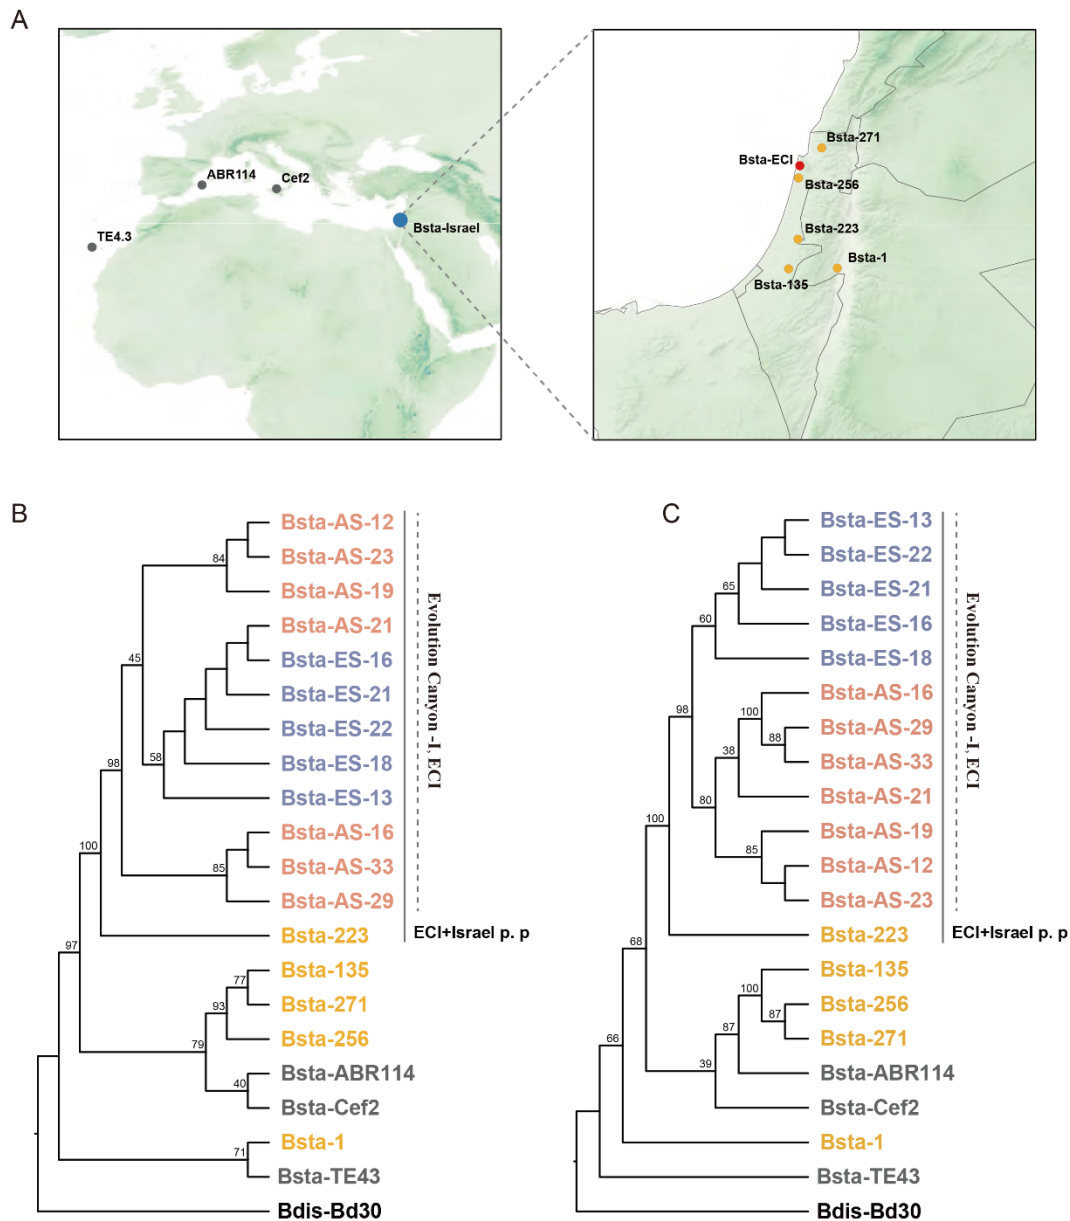 A
ABR114
Cef2
TE4.3
Bsta-Israel
Bsta-271
Bsta-ECI
Bsta-256
Bsta-223
Bsta-1
Bsta-135
B
Bsta-AS-12
84
Bsta-AS-23
Bsta-AS-19
Bsta-AS-21
45
Bsta-ES-16
Bsta-ES-21
Bsta-ES-22
58
Bsta-ES-18
98
Bsta-ES-13
Bsta-AS-16
100
85
Bsta-AS-33
Bsta-AS-29
Bsta-223
97
Bsta-135
77
Bsta-271
93
Bsta-256
79
Bsta-ABR114
40
Bsta-Cef2
Bsta-1
71
Bsta-TE43
Bdis-Bd30
Evolution Canyon -I, ECI
ECI+Israel p. p
C
Bsta-ES-13
Bsta-ES-22
65
Bsta-ES-21
60
Bsta-ES-16
Bsta-ES-18
98
Bsta-AS-16
100
Bsta-AS-29
88
Bsta-AS-33
38
Bsta-AS-21
80
Bsta-AS-19
100
85
Bsta-AS-12
Bsta-AS-23
Bsta-223
68
Bsta-135
100
Bsta-256
87
Bsta-271
87
Bsta-ABR114
39
Bsta-Cef2
66
Bsta-1
Bsta-TE43
Bdis-Bd30
Evolution Canyon -I, ECI
ECI+Israel p. p